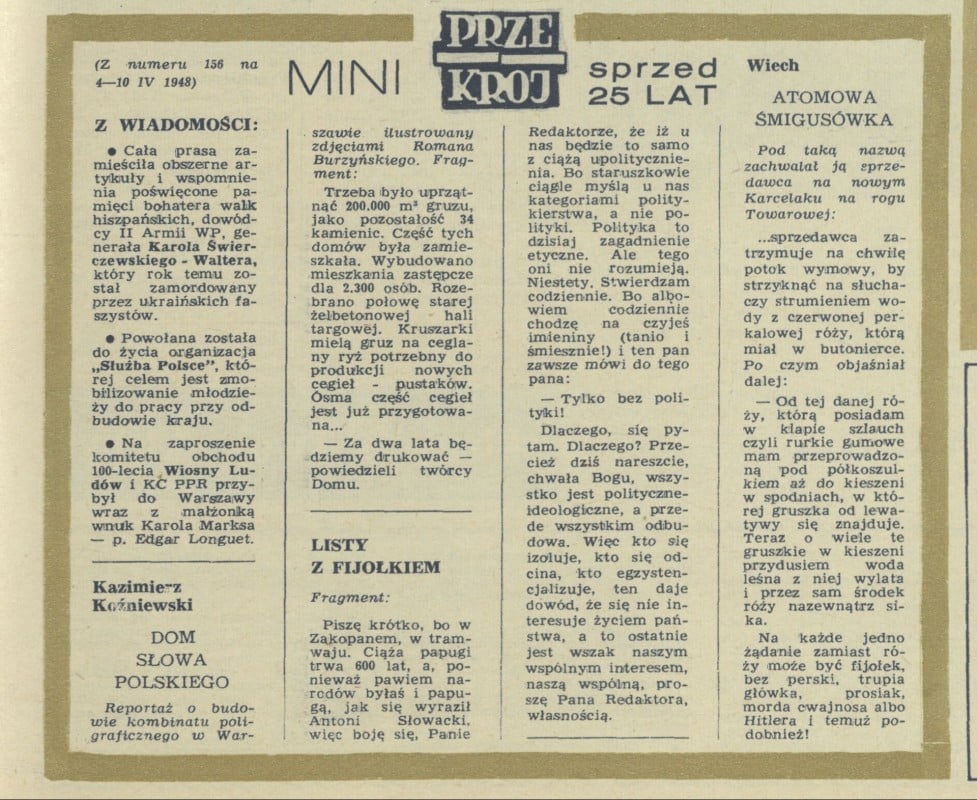 (Z numeru 156 na
4—10 IV 1948)
MINI
PRZE
KRÓJ
sprzed
25 LAT
Z WIADOMOŚCI:
● Cała prasa za-
mieściła obszerne ar-
tykuły i wspomnie-
nia poświęcone pa-
mięci bohatera walk
hiszpańskich, dowód-
cy II Armii WP, ge-
nerała Karola Świer-
czewskiego - Waltera,
który rok temu zo-
stał zamordowany
przez ukraińskich fa-
szystów.
● Powołana została
do życia organizacja
„Służba Polsce”, któ-
rej celem jest zmo-
bilizowanie młodzie-
ży do pracy przy od-
budowie kraju.
● Na zaproszenie
komitetu obchodu
100-lecia Wiosny Lu-
dów i KC PPR przy-
był do Warszawy
wraz z małżonką
wnuk Karola Marksa
— p. Edgar Longuet.
Kazimierz
Koźniewski
DOM
SŁOWA
POLSKIEGO
Reportaż o budo-
wie kombinatu poli-
graficznego w War-
szawie ilustrowany
zdjęciami Romana
Burzyńskiego. Frag-
ment:
Trzeba było uprząt-
nąć 200.000 m³ gruzu,
jako pozostałość 34
kamienic. Część tych
domów była zamie-
szkała. Wybudowano
mieszkania zastępcze
dla 2.300 osób. Roze-
brano połowę starej
żelbetonowej hali
targowej. Kruszarki
mielą gruz na cegla-
ny ryż potrzebny do
produkcji nowych
cegieł - pustaków.
Ósma część cegieł
jest już przygotowa-
na...
— Za dwa lata bę-
dziemy drukować —
powiedzieli twórcy
Domu.
LISTY
Z FIJOŁKIEM
Fragment:
Piszę krótko, bo w
Zakopanem, w tram-
waju. Ciąża papugi
trwa 600 lat, a, po-
nieważ pawiem na-
rodów byłaś i papu-
gą, jak się wyraził
Antoni Słowacki,
więc boję się, Panie
Redaktorze, że iż u
nas będzie to samo
z ciążą upolitycznie-
nia. Bo staruszkowie
ciągle myślą u nas
kategoriami polity-
kierstwa, a nie po-
lityki. Polityka to
dzisiaj zagadnienie
etyczne. Ale tego
oni nie rozumieją.
Niestety. Stwierdzam
codziennie. Bo albo-
wiem codziennie
chodzę na czyjeś
imieniny (tanio i
śmiesznie!) i ten pan
zawsze mówi do tego
pana:
— Tylko bez poli-
tyki!
Dlaczego, się py-
tam. Dlaczego? Prze-
cież dziś nareszcie,
chwała Bogu, wszy-
stko jest polityczne-
ideologiczne, a prze-
de wszystkim odbu-
dowa. Więc kto się
izoluje, kto się od-
cina, kto egzysten-
cjalizuje, ten daje
dowód, że się nie in-
teresuje życiem pań-
stwa, a to ostatnie
jest wszak naszym
wspólnym interesem,
naszą wspólną, pro-
szę Pana Redaktora,
własnością.
Wiech
ATOMOWA
ŚMIGUSÓWKA
Pod taką nazwą
zachwalał ją sprze-
dawca na nowym
Karcelaku na rogu
Towarowej:
...sprzedawca za-
trzymuje na chwilę
potok wymowy, by
strzyknąć na słucha-
czy strumieniem wo-
dy z czerwonej per-
kalowej róży, którą
miał w butonierce.
Po czym objaśniał
dalej:
— Od tej danej ró-
ży, którą posiadam
w klapie szlauch
czyli rurkie gumowe
mam przeprowadzo-
ną pod półkoszul-
kiem aż do kieszeni
w spodniach, w któ-
rej gruszka od lewa-
tywy się znajduje.
Teraz o wiele te
gruszkie w kieszeni
przydusiem woda
leśna z niej wylata
i przez sam środek
róży nazewnątrz si-
ka.
Na każde jedno
żądanie zamiast ró-
ży może być fijołek,
bez perski, trupia
główka, prosiak,
morda cwajnosa albo
Hitlera i temuż po-
dobnież!